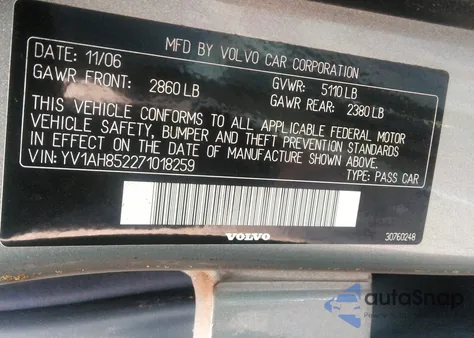 MFD BY VOLVO CAR CORPORATION
DATE: 11/06 GVWR: 5110 LB
GAWR FRONT: 2860 LB GAWR REAR: 2380 LB
THIS VEHICLE CONFORMS TO ALL APPLICABLE FEDERAL MOTOR
VEHICLE SAFETY, BUMPER AND THEFT PREVENTION STANDARDS
IN EFFECT ON THE DATE OF MANUFACTURE SHOWN ABOVE.
VIN: YV1AH852271018259 TYPE: PASS CAR
VOLVO 30760248
autoSnap